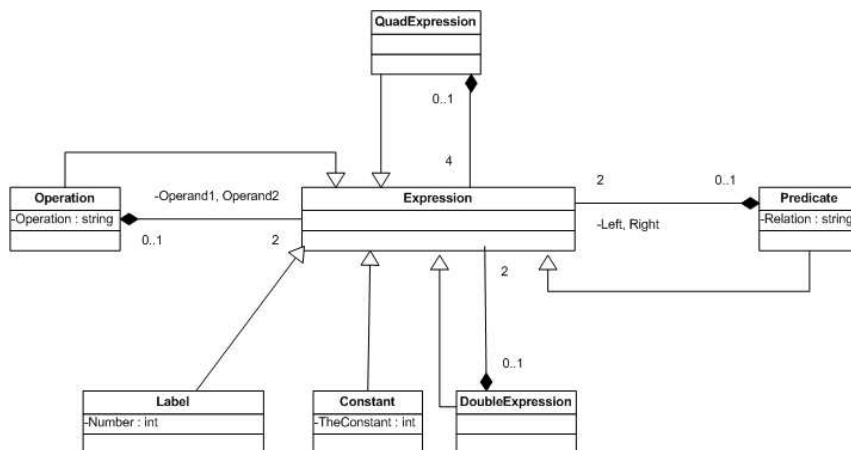 QuadExpression
0..1
4
Operation
-Operation : string
-Operand1, Operand2
0..1
2
Expression
2
0..1
-Left, Right
Predicate
-Relation : string
2
0..1
Label
-Number : int
Constant
-TheConstant : int
DoubleExpression